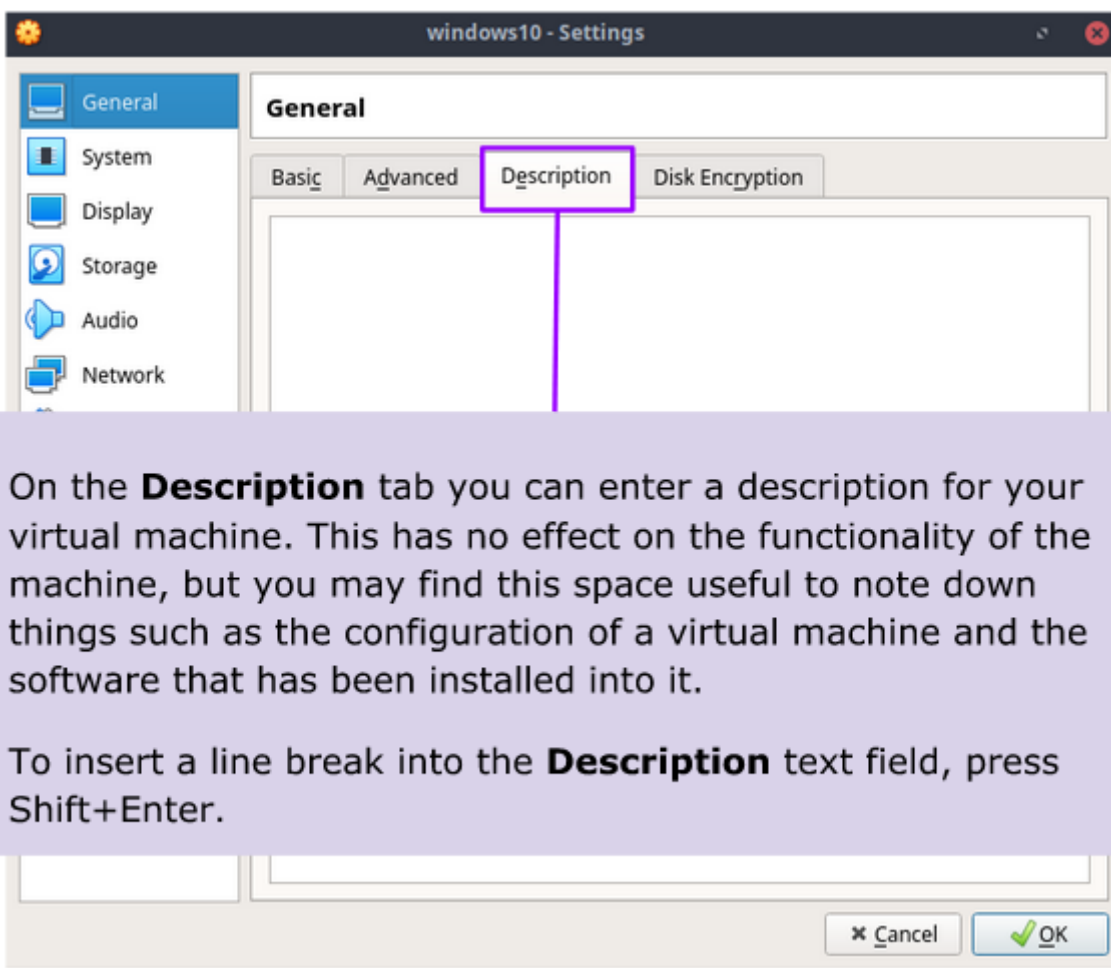 windows10 - Settings
General
General
System
Basic
Advanced
Description
Disk Encryption
Display
Storage
Audio
Network
On the Description tab you can enter a description for your
virtual machine. This has no effect on the functionality of the
machine, but you may find this space useful to note down
things such as the configuration of a virtual machine and the
software that has been installed into it.
To insert a line break into the Description text field, press
Shift+Enter.
Cancel
OK